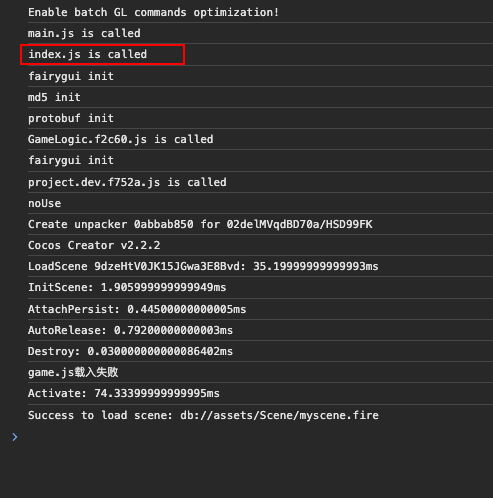 Enable batch GL commands optimization!
main.js is called
index.js is called
fairygui init
md5 init
protobuf init
GameLogic.f2c60.js is called
fairygui init
project.dev.f752a.js is called
noUse
Create unpacker 0abbab850 for 02delMVqdBD70a/HSD99FK
Cocos Creator v2.2.2
LoadScene 9dzeHtV0JK15JGwa3E8Bvd: 35.19999999999993ms
InitScene: 1.905999999999949ms
AttachPersist: 0.44500000000005ms
AutoRelease: 0.79200000000003ms
Destroy: 0.030000000000086402ms
game.js载入失败
Activate: 74.33399999999995ms
Success to load scene: db://assets/Scene/myscene.fire
>